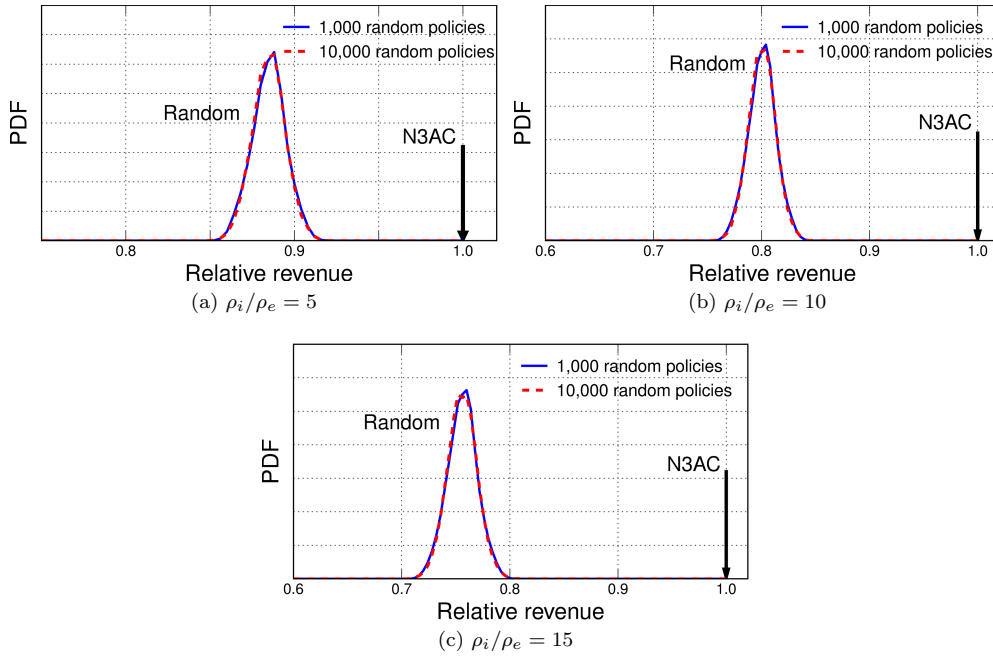 1,000 random policies
10,000 random policies
Random
N3AC
PDF
0.8 0.9 1.0
Relative revenue
(a) ρi/ρe = 5
1,000 random policies
10,000 random policies
Random
N3AC
PDF
0.6 0.7 0.8 0.9 1.0
Relative revenue
(b) ρi/ρe = 10
1,000 random policies
10,000 random policies
Random
N3AC
PDF
0.6 0.7 0.8 0.9 1.0
Relative revenue
(c) ρi/ρe = 15